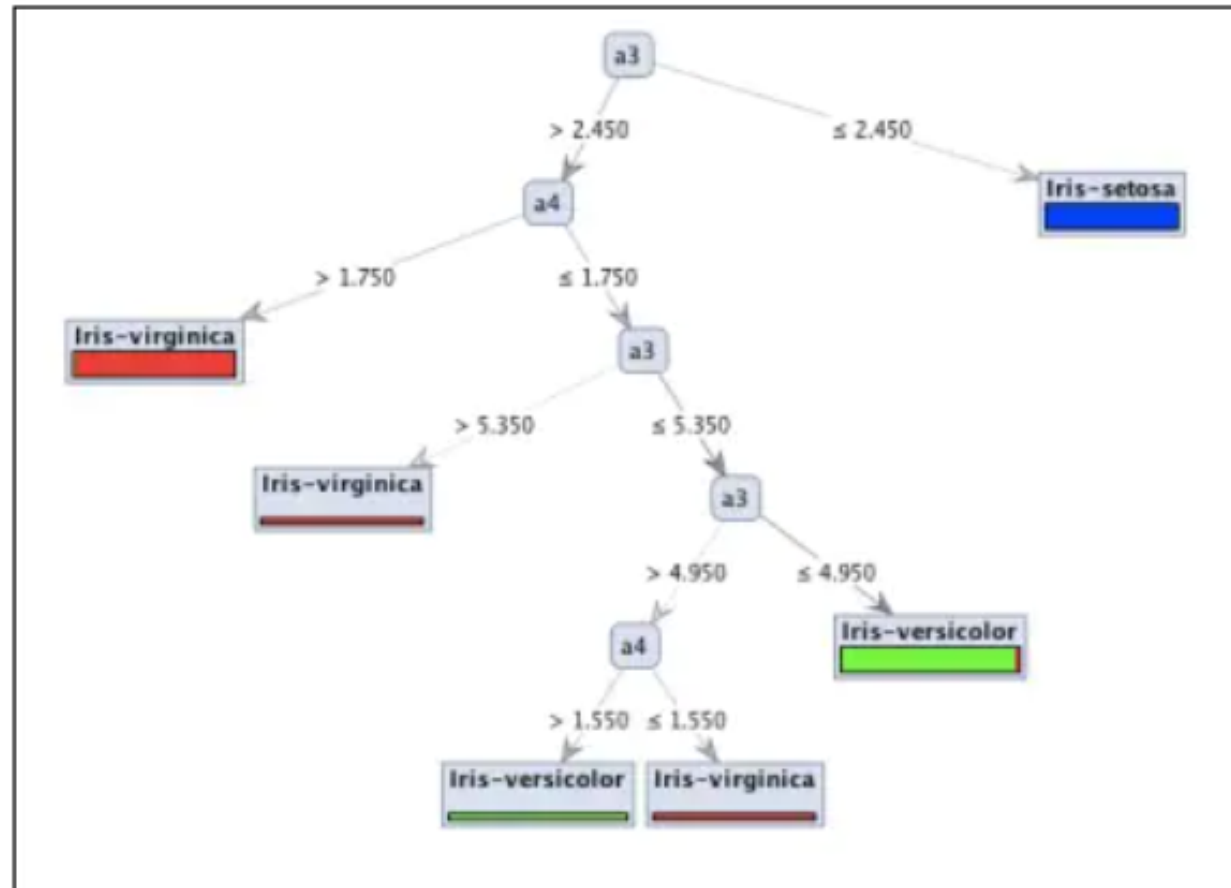 a3
> 2.450
≤ 2.450
a4
Iris-setosa
> 1.750
≤ 1.750
Iris-virginica
a3
> 5.350
≤ 5.350
Iris-virginica
a3
> 4.950
≤ 4.950
a4
Iris-versicolor
> 1.550
≤ 1.550
Iris-versicolor
Iris-virginica